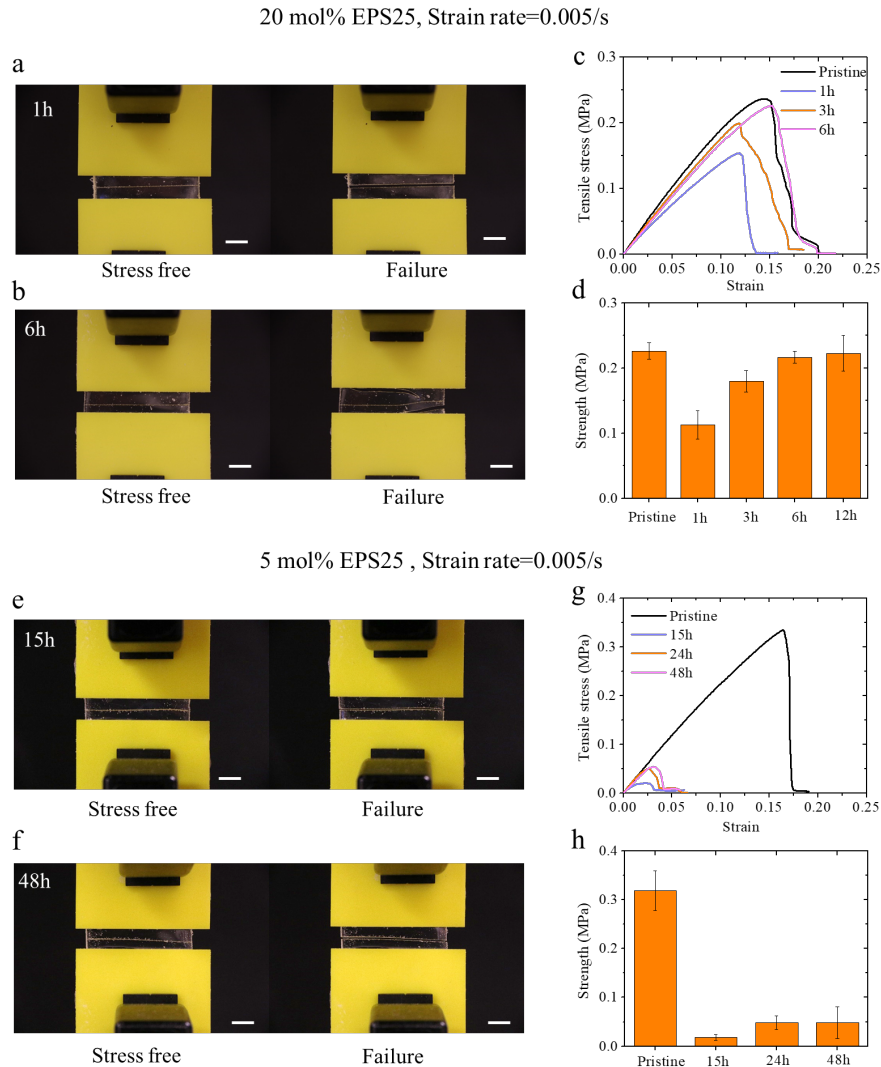 20 mol% EPS25, Strain rate=0.005/s
a
1h
Stress free
Failure
b
6h
Stress free
Failure
c
0.3
0.2
0.1
0.0
Tensile stress (MPa)
Pristine
1h
3h
6h
0.00
0.05
0.10
0.15
0.20
0.25
Strain
d
0.3
0.2
0.1
0.0
Strength (MPa)
Pristine
1h
3h
6h
12h
5 mol% EPS25 , Strain rate=0.005/s
e
15h
Stress free
Failure
f
48h
Stress free
Failure
g
0.4
0.3
0.2
0.1
0.0
Tensile stress (MPa)
Pristine
15h
24h
48h
0.00
0.05
0.10
0.15
0.20
0.25
Strain
h
0.4
0.3
0.2
0.1
0.0
Strength (MPa)
Pristine
15h
24h
48h